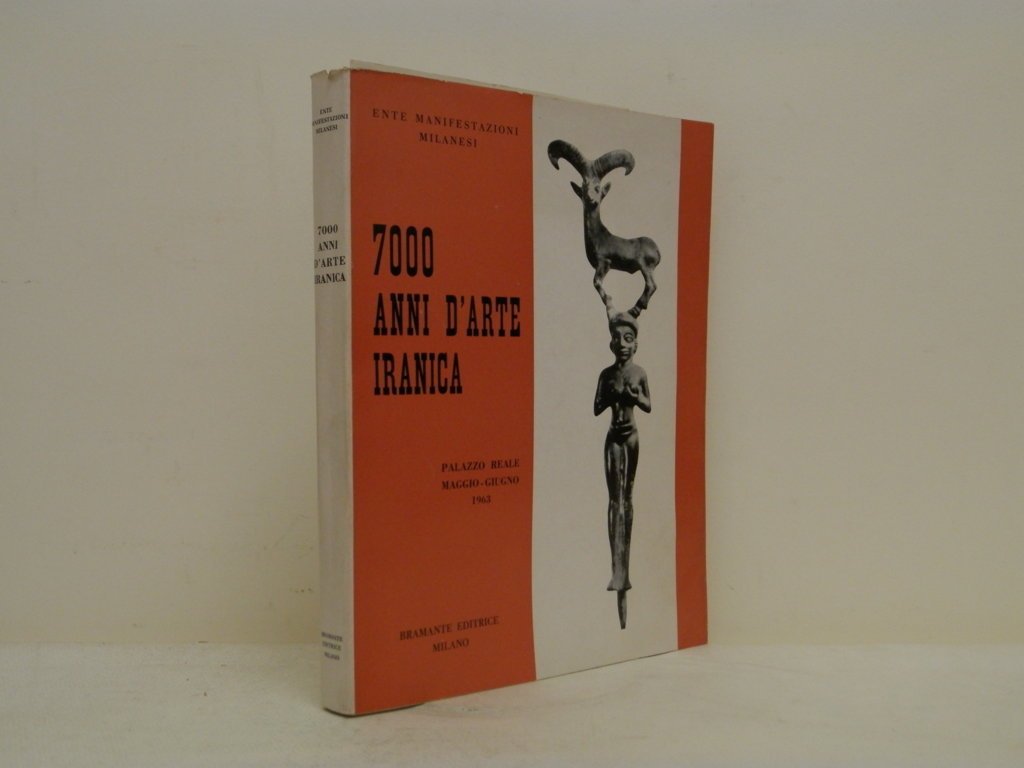 ENTE
MANIFESTAZIONI
MILANESI
7000
ANNI
D'ARTE
IRANICA
BRAMANTE
EDITRICE
MILANO
ENTE MANIFESTAZIONI
MILANESI
7000
ANNI D'ARTE
IRANICA
PALAZZO REALE
MAGGIO-GIUGNO
1963
BRAMANTE EDITRICE
MILANO